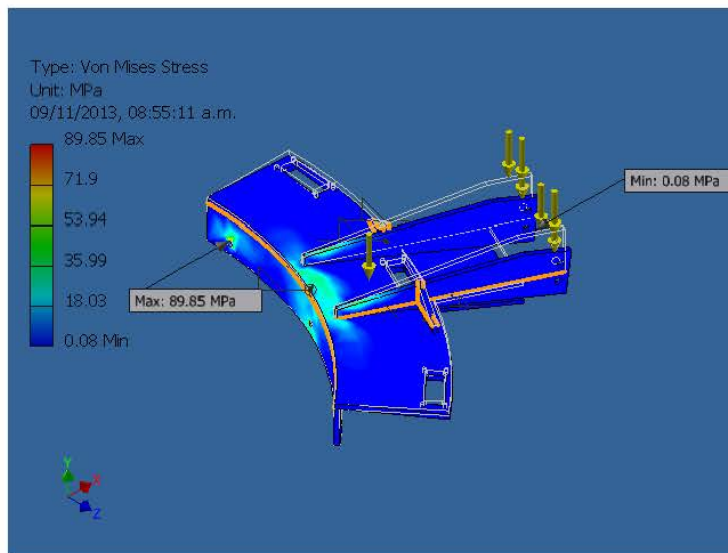 Type: Von Mises Stress
Unit: MPa
09/11/2013, 08:55:11 a.m.
89.85 Max
71.9
53.94
35.99
18.03
0.08 Min
Min: 0.08 MPa
Max: 89.85 MPa
Y
X
Z